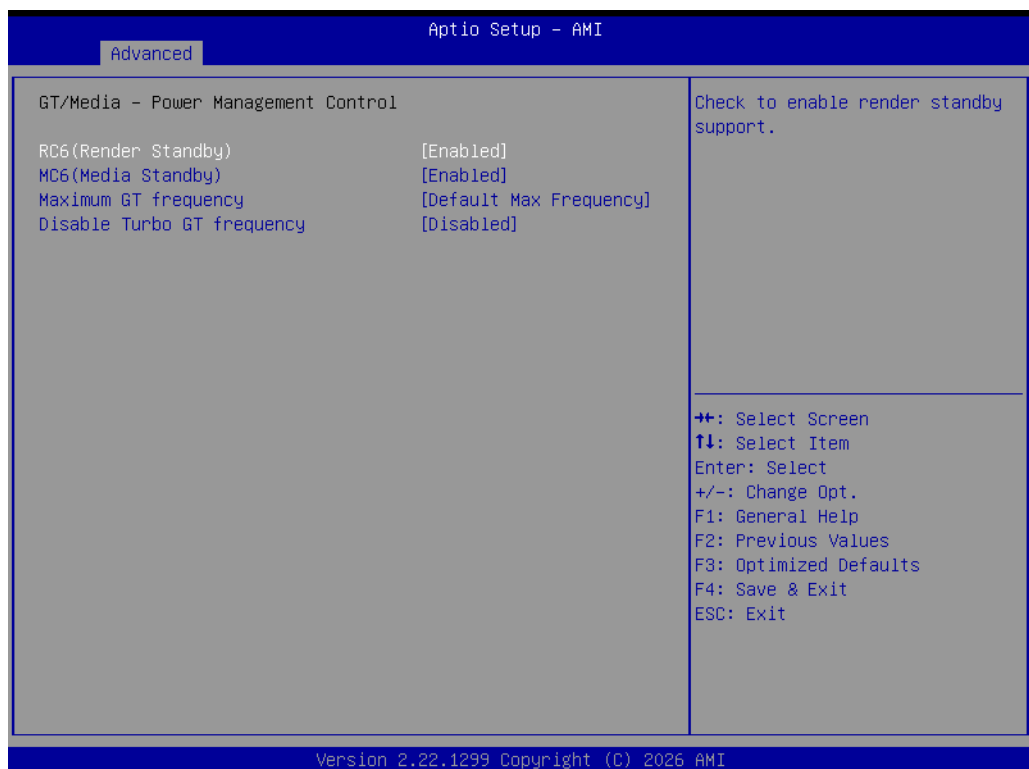 Aptio Setup – AMI
Advanced
GT/Media – Power Management Control
RC6(Render Standby) [Enabled]
MC6(Media Standby) [Enabled]
Maximum GT frequency [Default Max Frequency]
Disable Turbo GT frequency [Disabled]
Check to enable render standby
support.
→←: Select Screen
↑↓: Select Item
Enter: Select
+/-: Change Opt.
F1: General Help
F2: Previous Values
F3: Optimized Defaults
F4: Save & Exit
ESC: Exit
Version 2.22.1299 Copyright (C) 2026 AMI